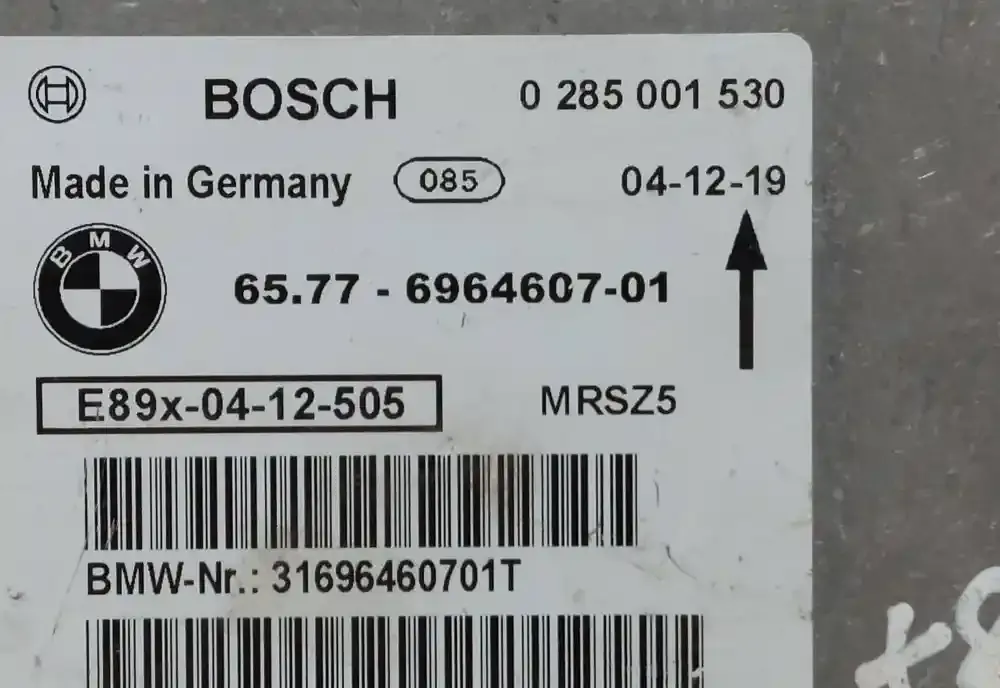 BOSCH 0 285 001 530
Made in Germany 085 04-12-19
BMW
65.77 - 6964607-01
E89x-04-12-505 MRSZ5
BMW-Nr.: 31696460701T